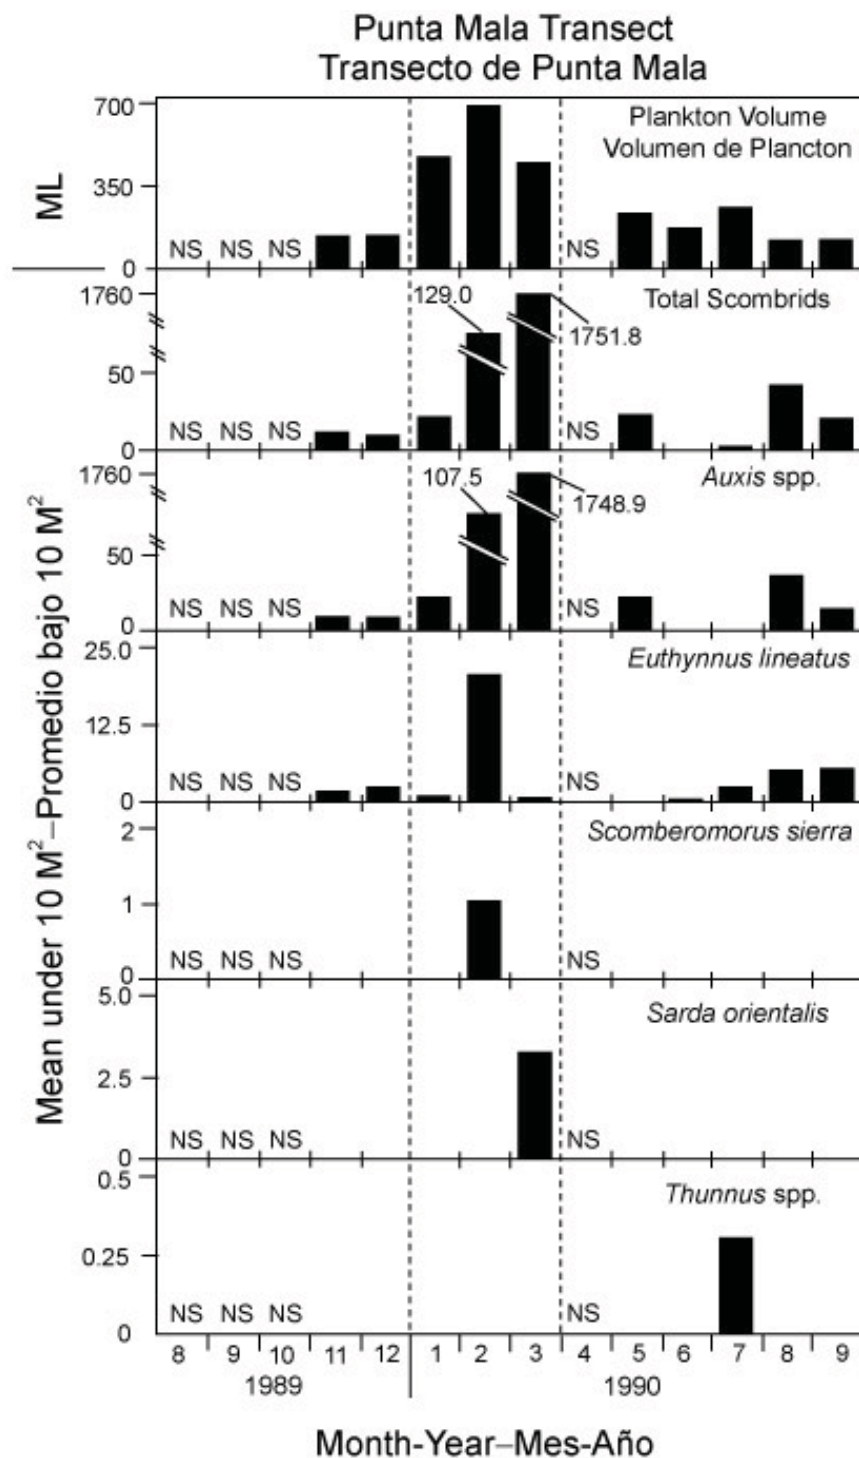 Punta Mala Transect
Transecto de Punta Mala
ML
700
350
0
Plankton Volume
Volumen de Plancton
NS NS NS NS
Mean under 10 M²–Promedio bajo 10 M²
1760
50
0
129.0
1751.8
Total Scombrids
NS NS NS NS
1760
50
0
107.5
1748.9
Auxis spp.
NS NS NS NS
25.0
12.5
0
Euthynnus lineatus
NS NS NS NS
2
1
0
Scomberomorus sierra
NS NS NS NS
5.0
2.5
0
Sarda orientalis
NS NS NS NS
0.5
0.25
0
Thunnus spp.
NS NS NS NS
8 9 10 11 12 1 2 3 4 5 6 7 8 9
1989 1990
Month-Year–Mes-Año